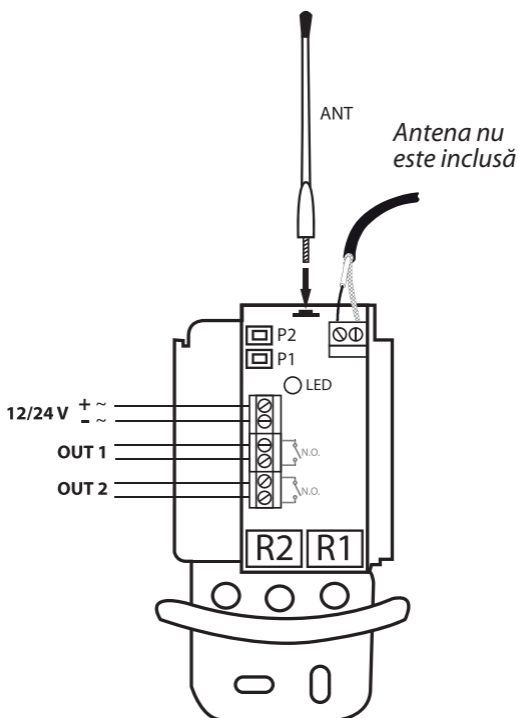 ANT
Antena nu
este inclusă
P2
P1
LED
12/24 V + ~
- ~
OUT 1
N.O.
OUT 2
N.O.
R2 R1